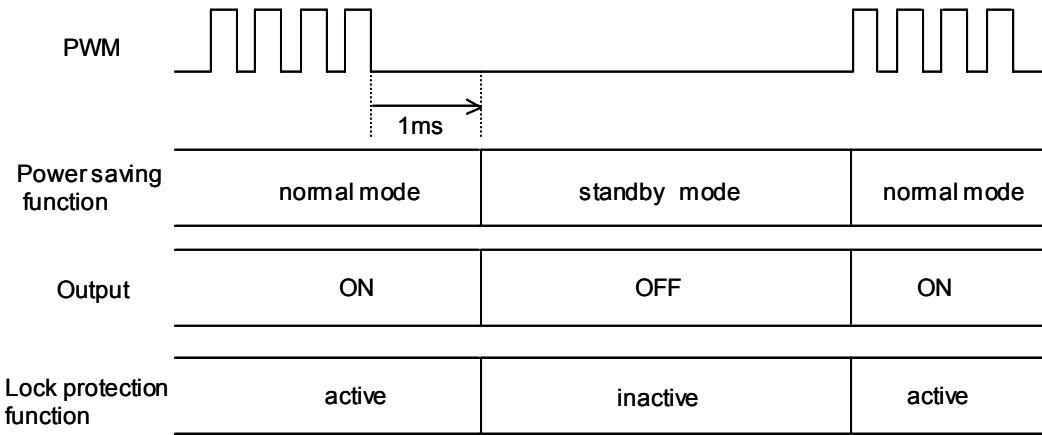 PWM
1ms
Power saving
function
normal mode
standby mode
normal mode
Output
ON
OFF
ON
Lock protection
function
active
inactive
active